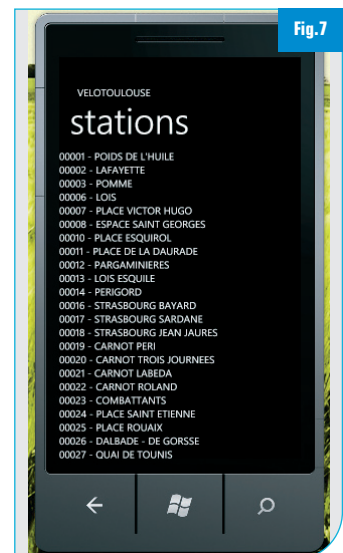 Fig.7
VELOTOULOUSE
stations
00001 - POIDS DE L'HUILE
00002 - LAFAYETTE
00003 - POMME
00006 - LOIS
00007 - PLACE VICTOR HUGO
00008 - ESPACE SAINT GEORGES
00010 - PLACE ESQUIROL
00011 - PLACE DE LA DAURADE
00012 - PARGAMINIERES
00013 - LOIS ESQUILE
00014 - PERIGORD
00016 - STRASBOURG BAYARD
00017 - STRASBOURG SARDANE
00018 - STRASBOURG JEAN JAURES
00019 - CARNOT PERI
00020 - CARNOT TROIS JOURNEES
00021 - CARNOT LABEDA
00022 - CARNOT ROLAND
00023 - COMBATTANTS
00024 - PLACE SAINT ETIENNE
00025 - PLACE ROUAIX
00026 - DALBADE - DE GORSSE
00027 - QUAI DE TOUNIS